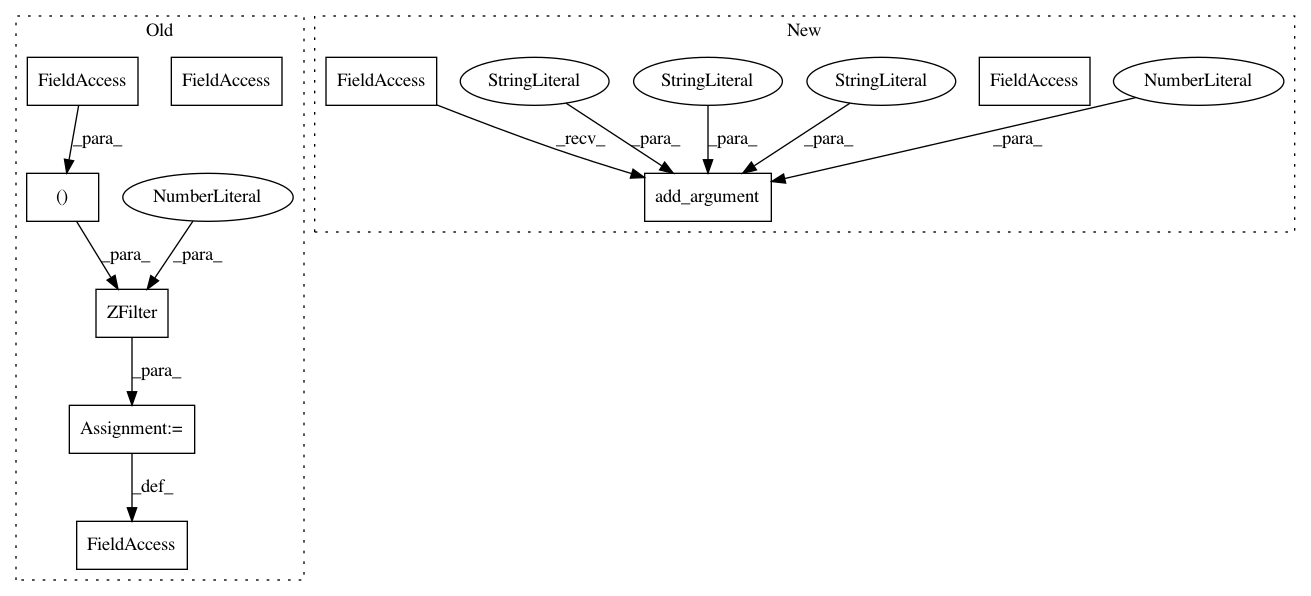 Old
New
FieldAccess
FieldAccess
FieldAccess
StringLiteral
StringLiteral
StringLiteral
FieldAccess
NumberLiteral
_para_
_recv_
_para_
_para_
_para_
_para_
()
NumberLiteral
add_argument
_para_
_para_
ZFilter
_para_
Assignment:=
_def_
FieldAccess